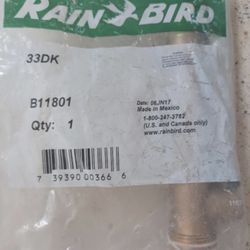 RAIN BIRD
33DK
B11801
Qty: 1
Date: 06JN17
Made in Mexico
1-800-247-3782
(U.S. and Canada only)
www.rainbird.com
7 39390 00366 6